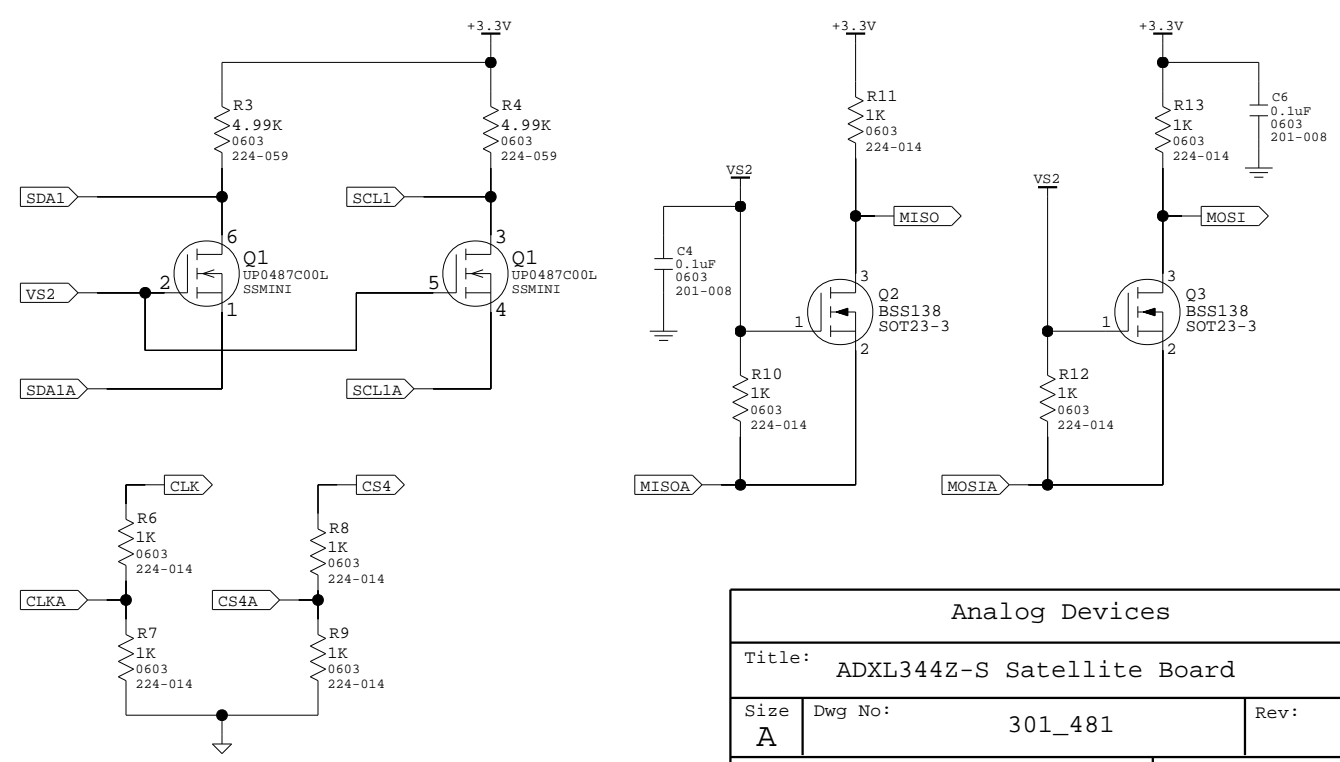 +3.3V
R3
4.99K
0603
224-059
R4
4.99K
0603
224-059
SDA1
SCL1
6
Q1
UP0487C00L
SSMINI
2
1
3
Q1
UP0487C00L
SSMINI
5
4
VS2
SDA1A
SCL1A
+3.3V
R11
1K
0603
224-014
VS2
MISO
C4
0.1uF
0603
201-008
3
Q2
BSS138
SOT23-3
1
2
R10
1K
0603
224-014
MISOA
+3.3V
R13
1K
0603
224-014
C6
0.1uF
0603
201-008
VS2
MOSI
3
Q3
BSS138
SOT23-3
1
2
R12
1K
0603
224-014
MOSIA
CLK
R6
1K
0603
224-014
CLKA
R7
1K
0603
224-014
CS4
R8
1K
0603
224-014
CS4A
R9
1K
0603
224-014
Analog Devices
Title: ADXL344Z-S Satellite Board
Size
A
Dwg No: 301_481
Rev: